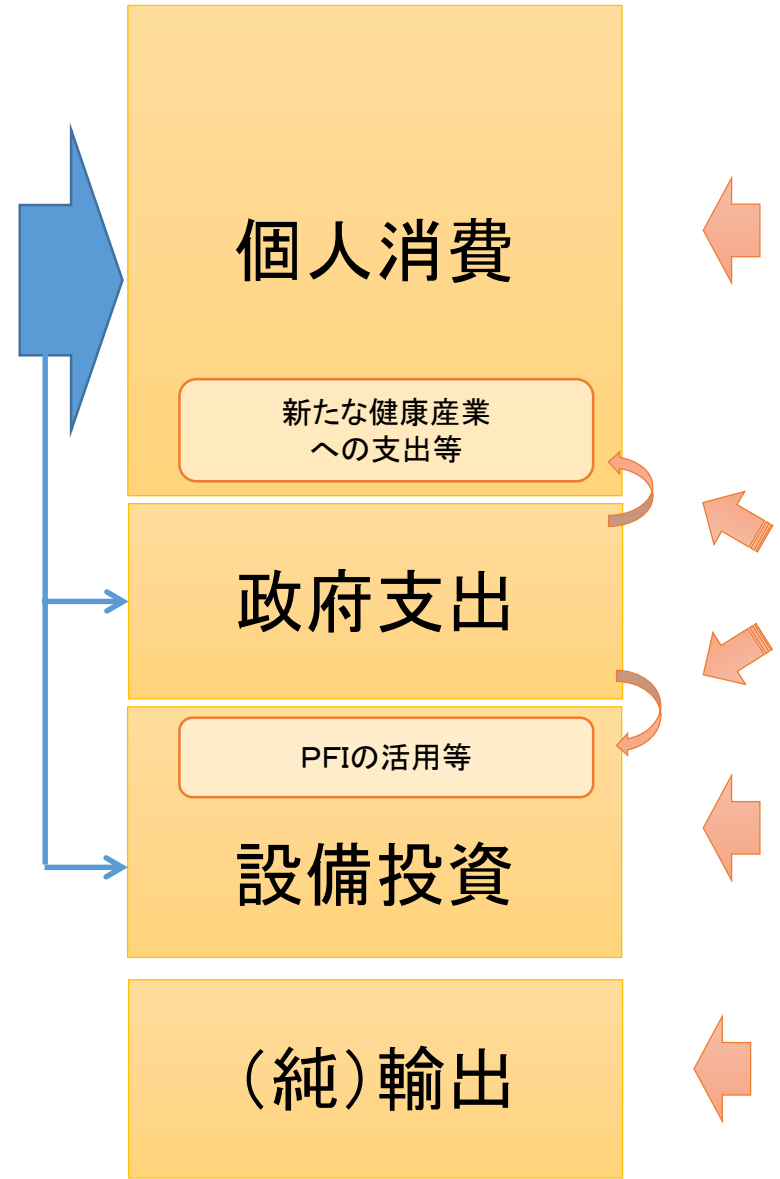 個人消費
新たな健康産業
への支出等
政府支出
PFIの活用等
設備投資
（純）輸出